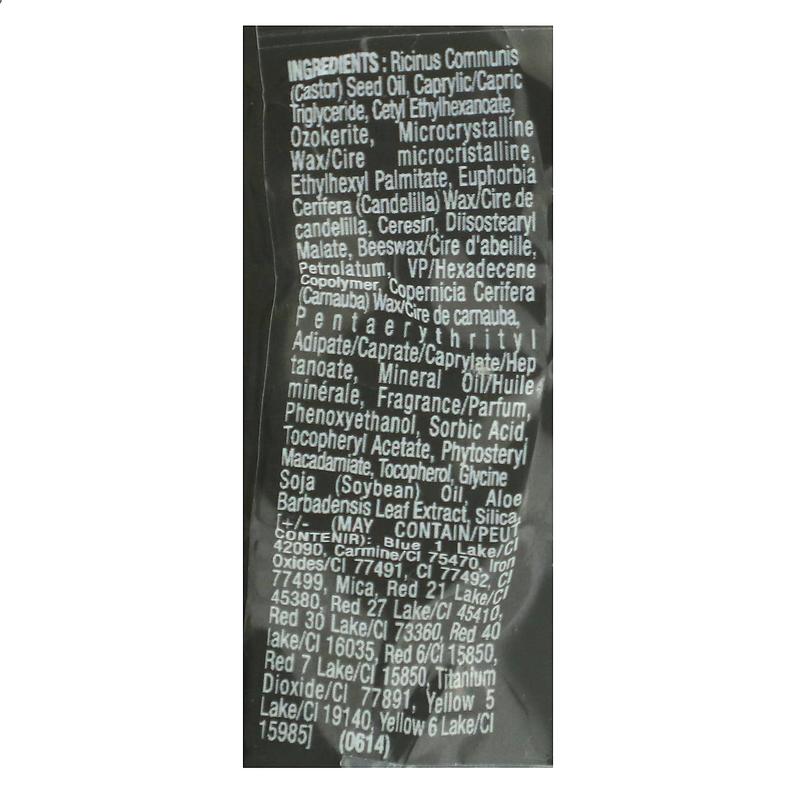 INGREDIENTS : Ricinus Communis
(Castor) Seed Oil, Caprylic/Capric
Triglyceride, Cetyl Ethylhexanoate,
Ozokerite, Microcrystalline
Wax/Cire microcristalline,
Ethylhexyl Palmitate, Euphorbia
Cerifera (Candelilla) Wax/Cire de
candelilla, Ceresin, Diisostearyl
Malate, Beeswax/Cire d'abeille,
Petrolatum, VP/Hexadecene
Copolymer, Copernicia Cerifera
(Carnauba) Wax/Cire de carnauba,
Pentaerythrityl
Adipate/Caprate/Caprylate/Hep
tanoate, Mineral Oil/Huile
minérale, Fragrance/Parfum,
Phenoxyethanol, Sorbic Acid,
Tocopheryl Acetate, Phytosteryl
Macadamiate, Tocopherol, Glycine
Soja (Soybean) Oil, Aloe
Barbadensis Leaf Extract, Silica,
[+/- (MAY CONTAIN/PEUT
CONTENIR): Blue 1 Lake/CI
42090, Carmine/CI 75470, Iron
Oxides/CI 77491, CI 77492, CI
77499, Mica, Red 21 Lake/CI
45380, Red 27 Lake/CI 45410,
Red 30 Lake/CI 73360, Red 40
lake/CI 16035, Red 6/CI 15850,
Red 7 Lake/CI 15850, Titanium
Dioxide/CI 77891, Yellow 5
Lake/CI 19140, Yellow 6 Lake/CI
15985] (0614)